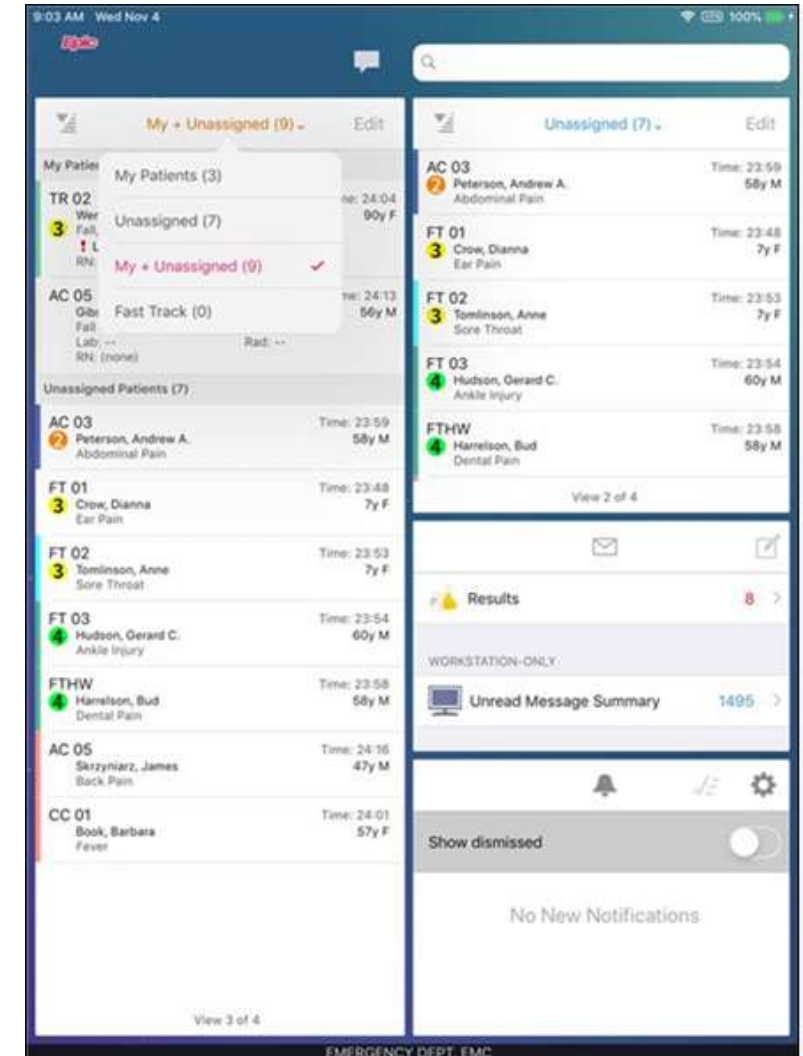 9:03 AM Wed Nov 4
100%
Epic
My + Unassigned (9)
Edit
My Patients (3)
Unassigned (7)
My + Unassigned (9)
Fast Track (0)
My Patie
TR 02
ne: 24:04
3
90y F
Fall,
RN:
AC 05
me: 24:13
56y M
Fall
Lab: --
Rad: --
RN: (none)
Unassigned Patients (7)
AC 03
Time: 23:59
2 Peterson, Andrew A.
58y M
Abdominal Pain
FT 01
Time: 23:48
3 Crow, Dianna
7y F
Ear Pain
FT 02
Time: 23:53
3 Tomlinson, Anne
7y F
Sore Throat
FT 03
Time: 23:54
4 Hudson, Gerard C.
60y M
Ankle Injury
FTHW
Time: 23:58
4 Harrelson, Bud
58y M
Dental Pain
AC 05
Time: 24:16
Skrzyniarz, James
47y M
Back Pain
CC 01
Time: 24:01
Book, Barbara
57y F
Fever
View 3 of 4
Unassigned (7)
Edit
AC 03
Time: 23:59
2 Peterson, Andrew A.
58y M
Abdominal Pain
FT 01
Time: 23:48
3 Crow, Dianna
7y F
Ear Pain
FT 02
Time: 23:53
3 Tomlinson, Anne
7y F
Sore Throat
FT 03
Time: 23:54
4 Hudson, Gerard C.
60y M
Ankle Injury
FTHW
Time: 23:58
4 Harrelson, Bud
58y M
Dental Pain
View 2 of 4
Results
8
WORKSTATION-ONLY
Unread Message Summary
1495
Show dismissed
No New Notifications
EMERGENCY DEPT, EMC